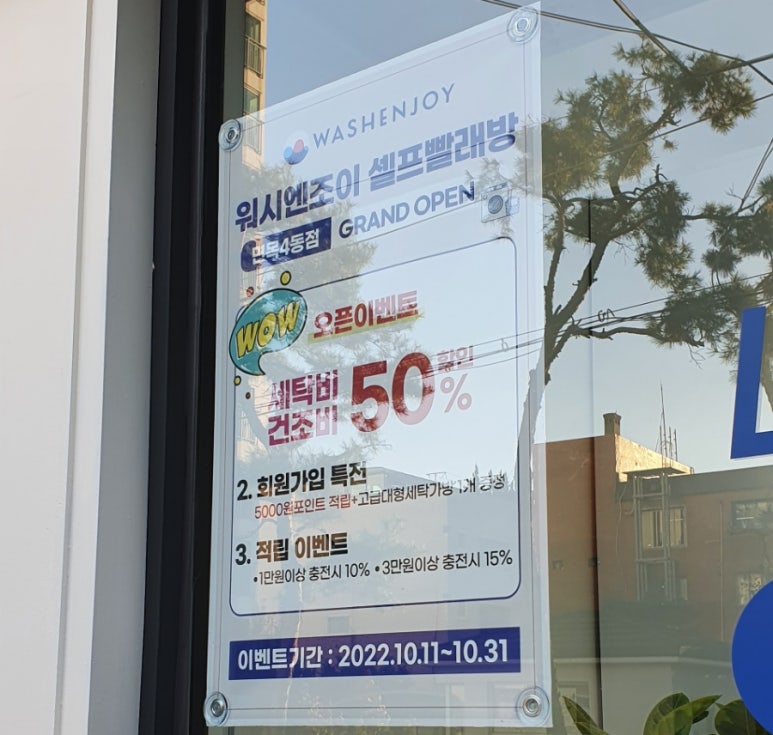 WASHENJOY
워시엔조이 셀프빨래방
면목4동점 GRAND OPEN
WOW 오픈이벤트
세탁비
건조비 50% 할인
2. 회원가입 특전
5000원포인트 적립+고급대형세탁가방 1개 증정
3. 적립 이벤트
•1만원이상 충전시 10% •3만원이상 충전시 15%
이벤트기간 : 2022.10.11~10.31
L